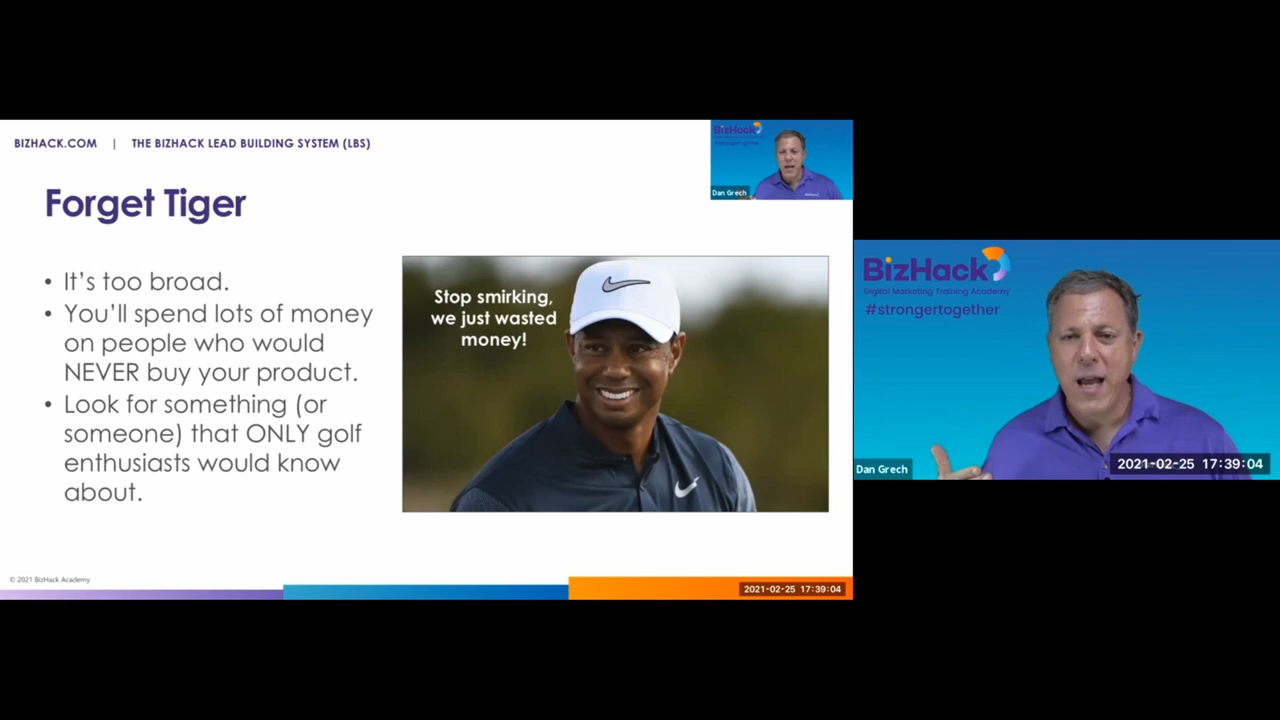 BIZHACK.COM | THE BIZHACK LEAD BUILDING SYSTEM (LBS)
BizHack
#strongertogether
Dan Grech
Forget Tiger
• It’s too broad.
• You’ll spend lots of money
on people who would
NEVER buy your product.
• Look for something (or
someone) that ONLY golf
enthusiasts would know
about.
Stop smirking,
we just wasted
money!
© 2021 BizHack Academy
2021-02-25 17:39:04
BizHack
Digital Marketing Training Academy
#strongertogether
Dan Grech
2021-02-25 17:39:04